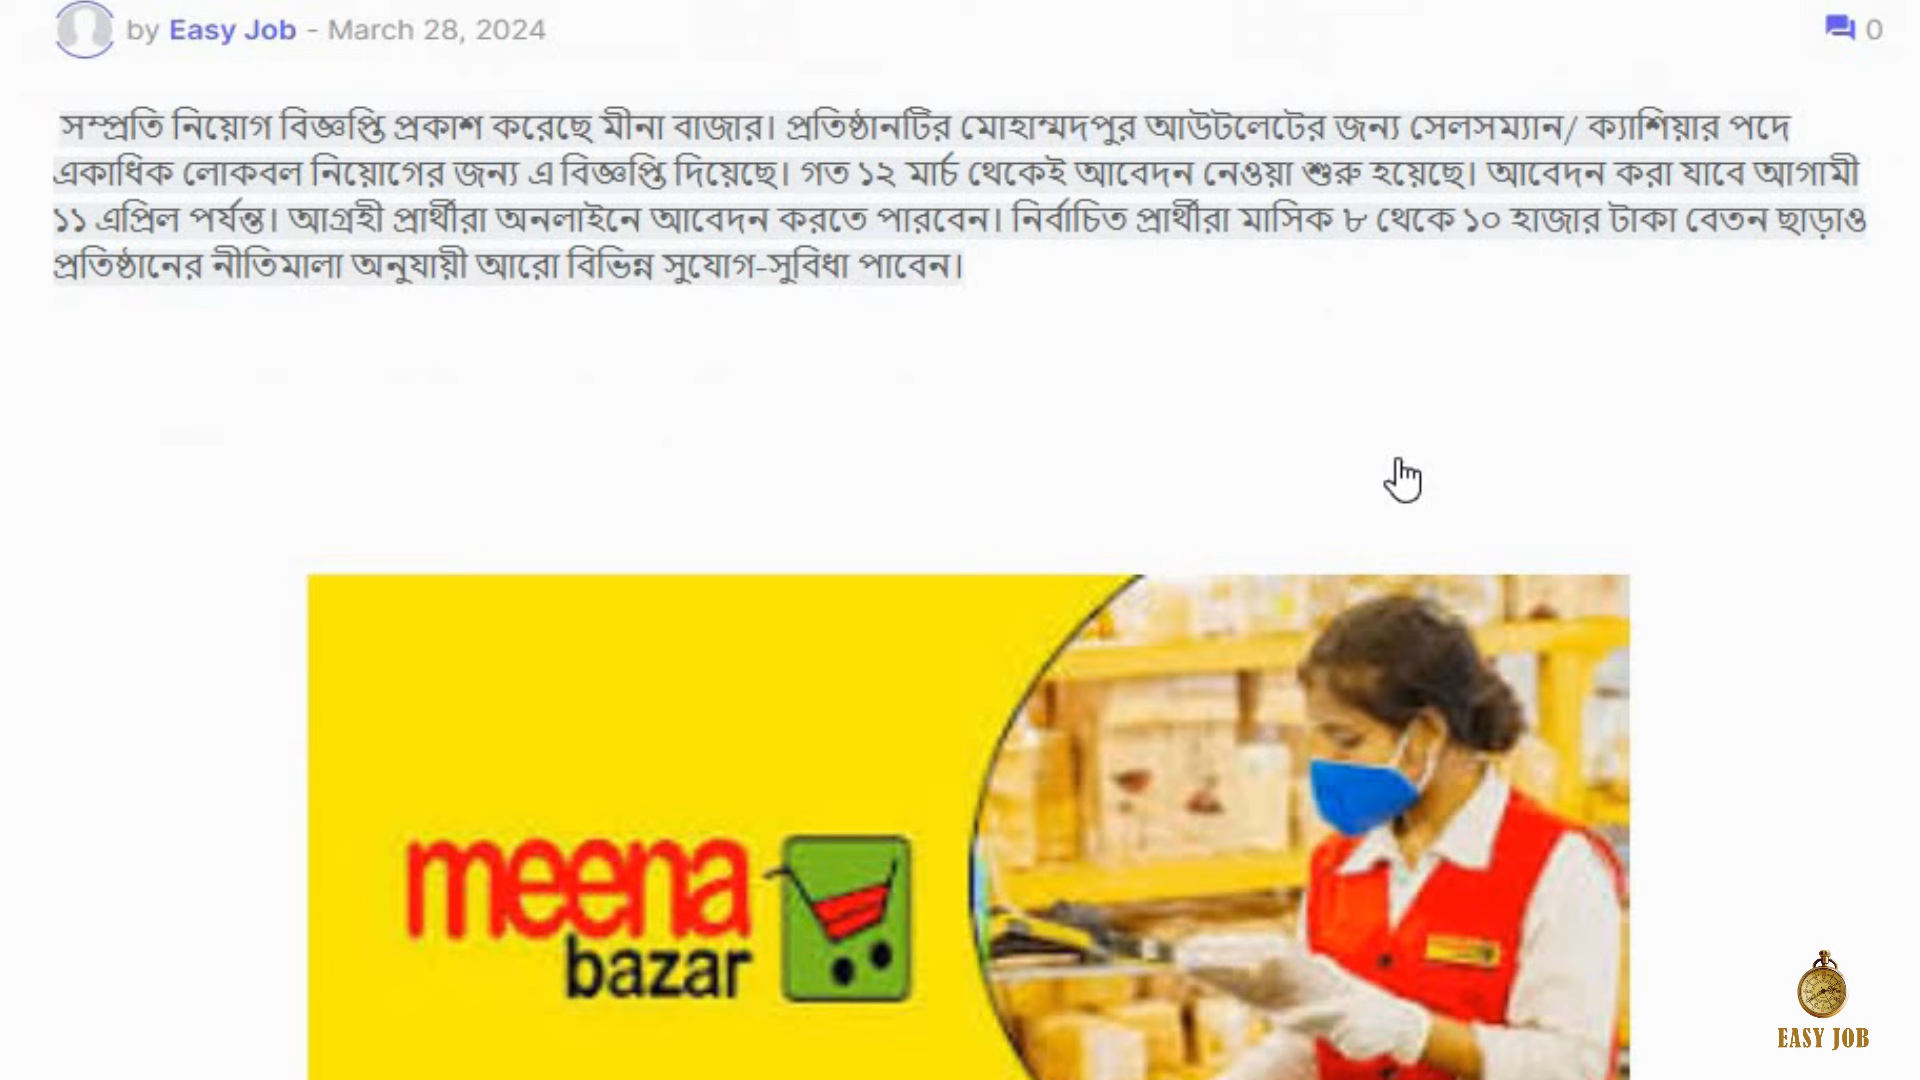 by Easy Job - March 28, 2024
0
সম্প্রতি নিয়োগ বিজ্ঞপ্তি প্রকাশ করেছে মীনা বাজার। প্রতিষ্ঠানটির মোহাম্মদপুর আউটলেটের জন্য সেলসম্যান/ ক্যাশিয়ার পদে
একাধিক লোকবল নিয়োগের জন্য এ বিজ্ঞপ্তি দিয়েছে। গত ১২ মার্চ থেকেই আবেদন নেওয়া শুরু হয়েছে। আবেদন করা যাবে আগামী
১১ এপ্রিল পর্যন্ত। আগ্রহী প্রার্থীরা অনলাইনে আবেদন করতে পারবেন। নির্বাচিত প্রার্থীরা মাসিক ৮ থেকে ১০ হাজার টাকা বেতন ছাড়াও
প্রতিষ্ঠানের নীতিমালা অনুযায়ী আরো বিভিন্ন সুযোগ-সুবিধা পাবেন।
meena
bazar
EASY JOB